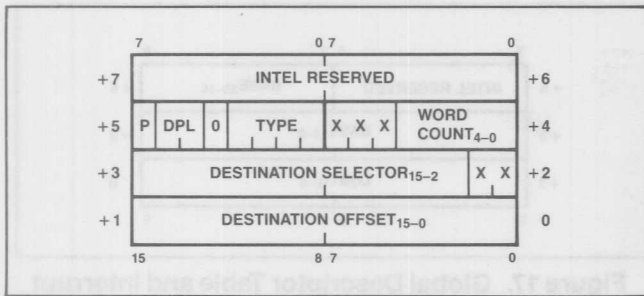 7 0 7 0
+7 INTEL RESERVED +6
+5 P DPL 0 TYPE X X X WORD COUNT4–0 +4
+3 DESTINATION SELECTOR15–2 X X +2
+1 DESTINATION OFFSET15–0 0
15 8 7 0